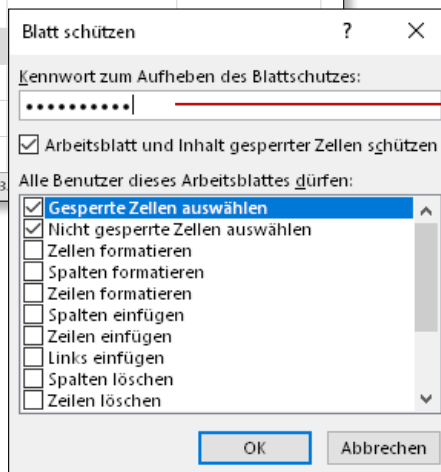 Blatt schützen ? ×
Kennwort zum Aufheben des Blattschutzes:
••••••••••
Arbeitsblatt und Inhalt gesperrter Zellen schützen
3.
Alle Benutzer dieses Arbeitsblattes dürfen:
Gesperrte Zellen auswählen
Nicht gesperrte Zellen auswählen
Zellen formatieren
Spalten formatieren
Zeilen formatieren
Spalten einfügen
Zeilen einfügen
Links einfügen
Spalten löschen
Zeilen löschen
OK Abbrechen